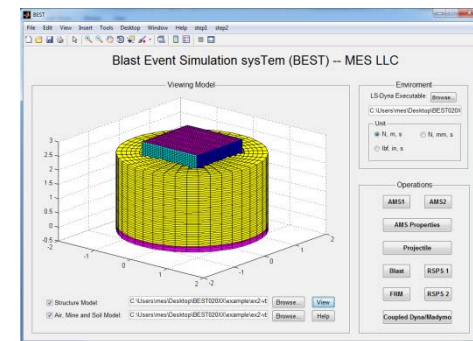 BEST
File Edit View Insert Tools Desktop Window Help step1 step2
Blast Event Simulation sysTem (BEST) -- MES LLC
Viewing Model
3
2.5
2
1.5
1
0.5
0
-0.5
-2
-1
0
1
2
-2
-1
0
1
2
Structure Model: C:\Users\mes\Desktop\BEST020XX\example\ex2-vt Browse... View
Air, Mine and Soil Model: C:\Users\mes\Desktop\BEST020XX\example\ex2-vt Browse... Help
Enviroment
LS-Dyna Executable: Browse...
C:\Users\mes\Desktop\BEST020X
Unit
N, m, s
N, mm, s
lbf, in, s
Operations
AMS1 AMS2
AMS Properties
Projectile
Blast RSPS 1
FRM RSPS 2
Coupled Dyna/Madymo